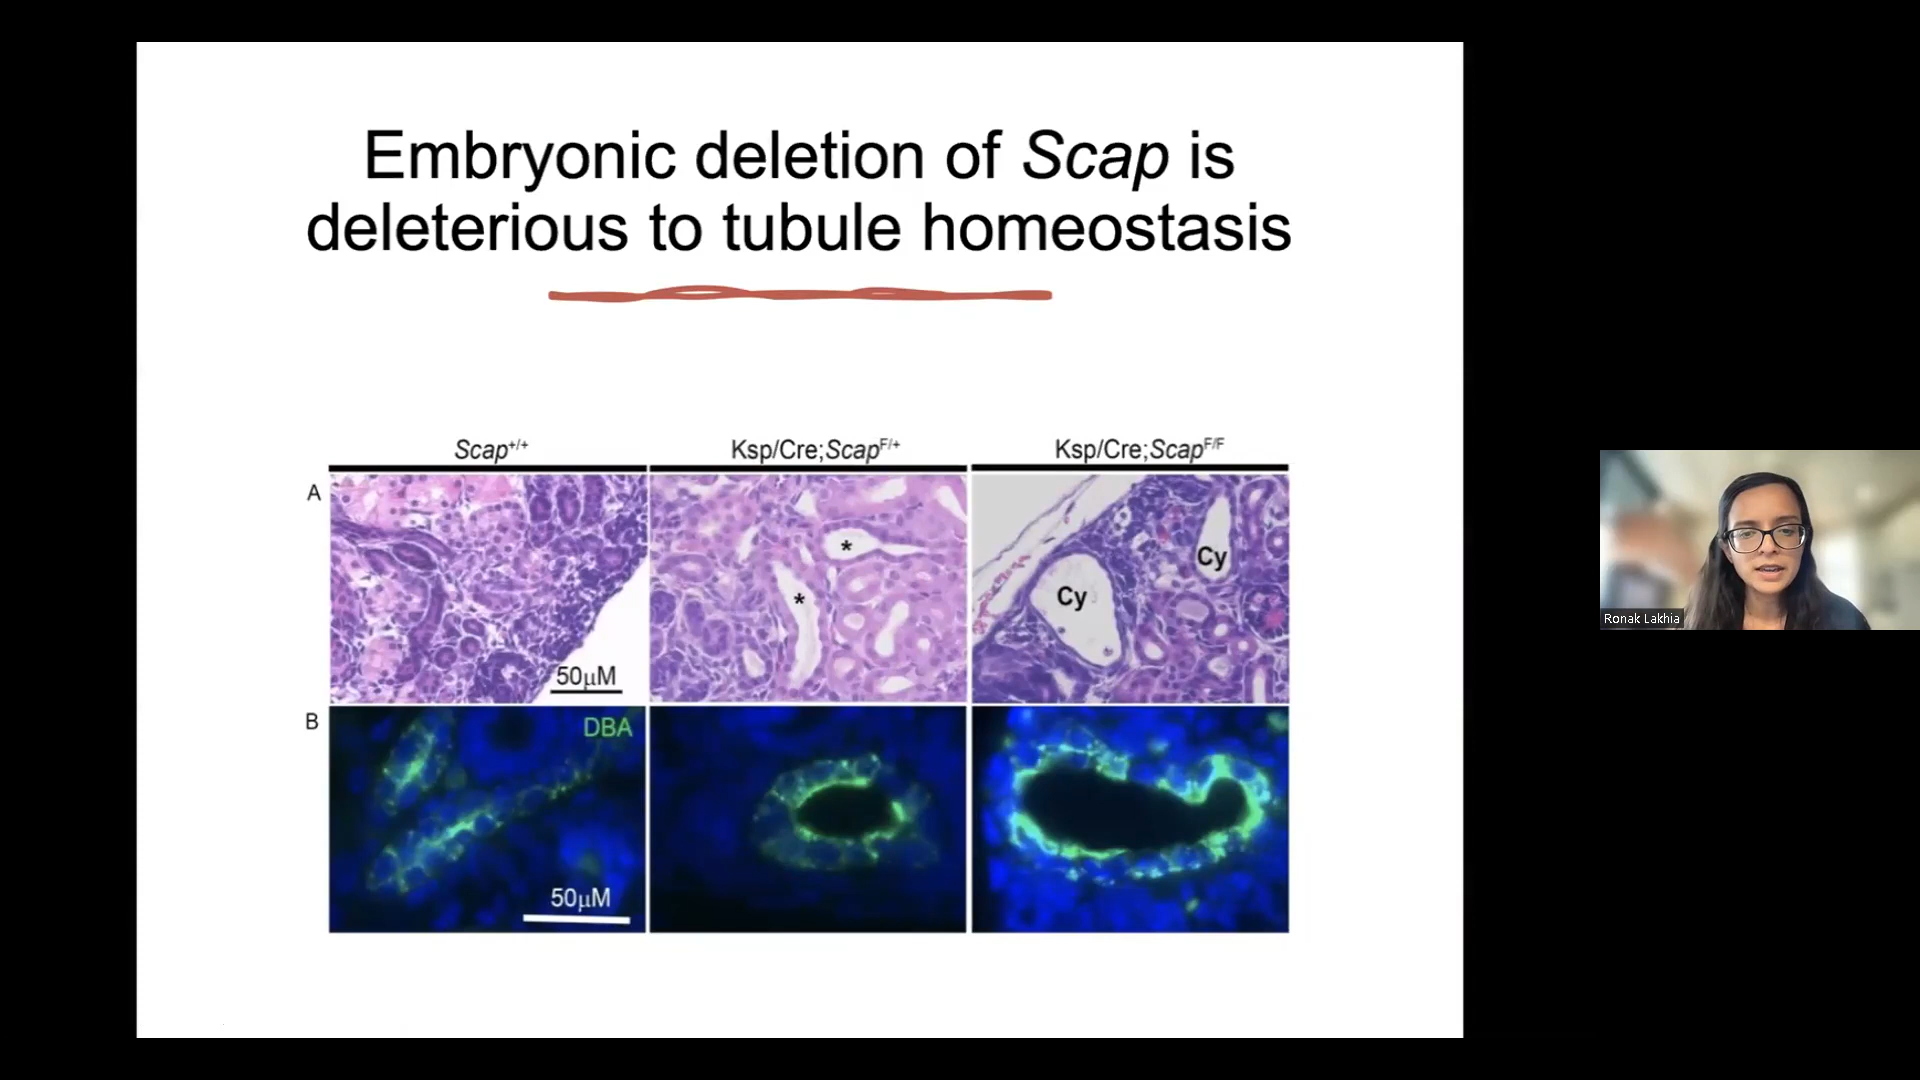 Embryonic deletion of Scap is
deleterious to tubule homeostasis
Scap+/+
Ksp/Cre;ScapF/+
Ksp/Cre;ScapF/F
A
*
*
Cy
Cy
50µM
B
DBA
50µM
Ronak Lakhia